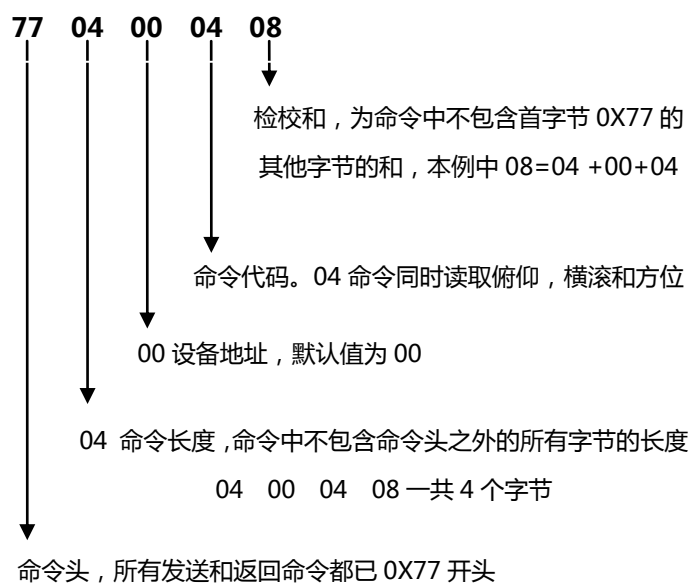 77 04 00 04 08
检校和，为命令中不包含首字节 0X77 的
其他字节的和，本例中 08=04 +00+04
命令代码。04 命令同时读取俯仰，横滚和方位
00 设备地址，默认值为 00
04 命令长度,命令中不包含命令头之外的所有字节的长度
04 00 04 08 一共 4 个字节
命令头，所有发送和返回命令都已 0X77 开头